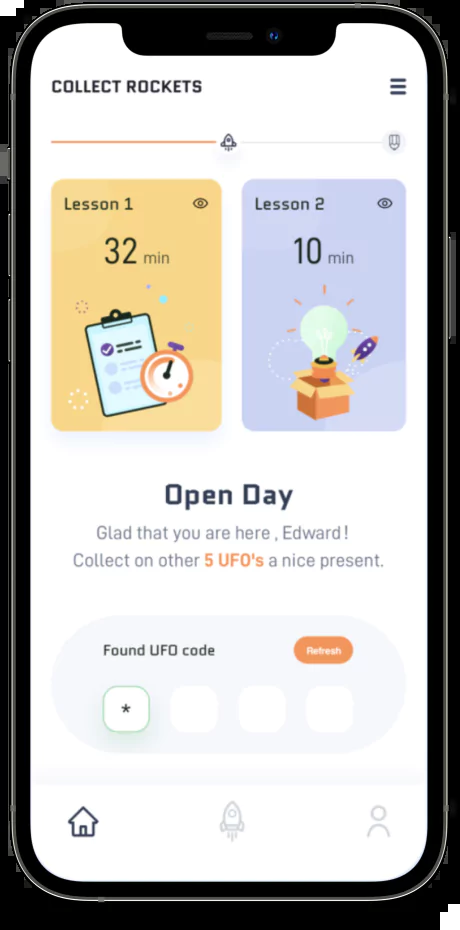 COLLECT ROCKETS
Lesson 1
Lesson 2
32 min
10 min
Open Day
Glad that you are here , Edward!
Collect on other 5 UFO's a nice present.
Found UFO code
Refresh
*